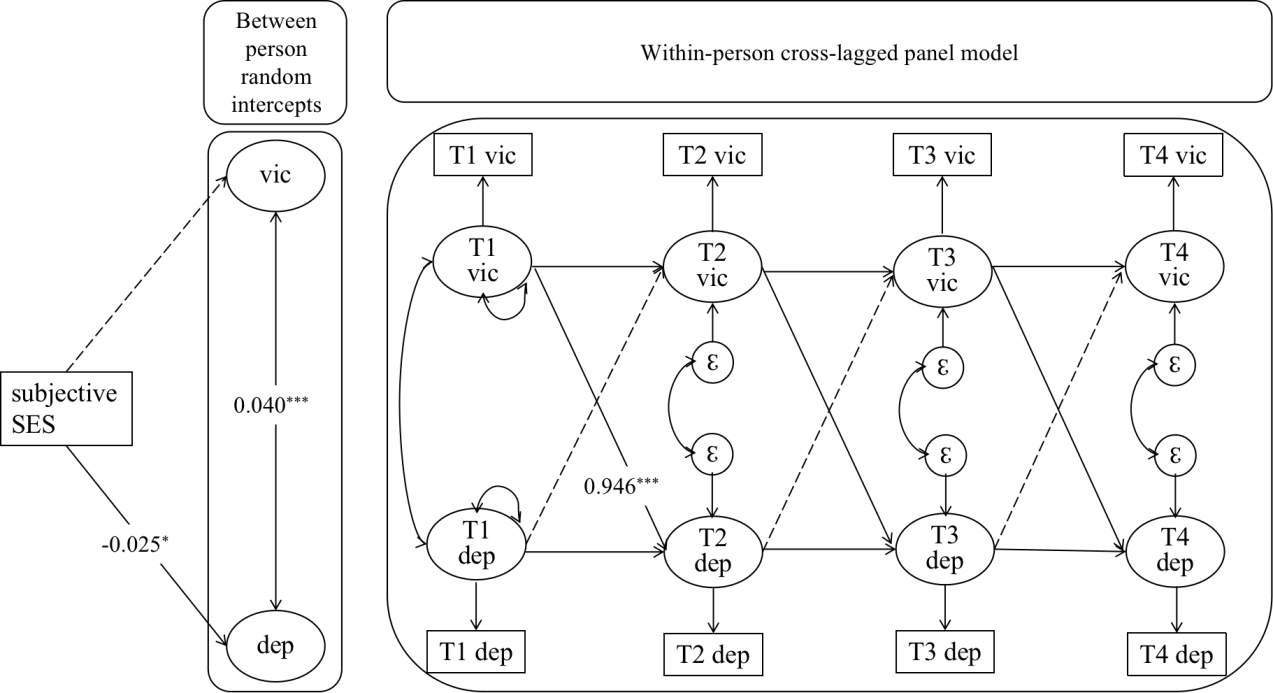 Between
person
random
intercepts
Within-person cross-lagged panel model
vic
0.040***
dep
subjective
SES
-0.025*
T1 vic
T2 vic
T3 vic
T4 vic
T1
vic
T2
vic
T3
vic
T4
vic
ε
ε
ε
ε
ε
ε
0.946***
T1
dep
T2
dep
T3
dep
T4
dep
T1 dep
T2 dep
T3 dep
T4 dep